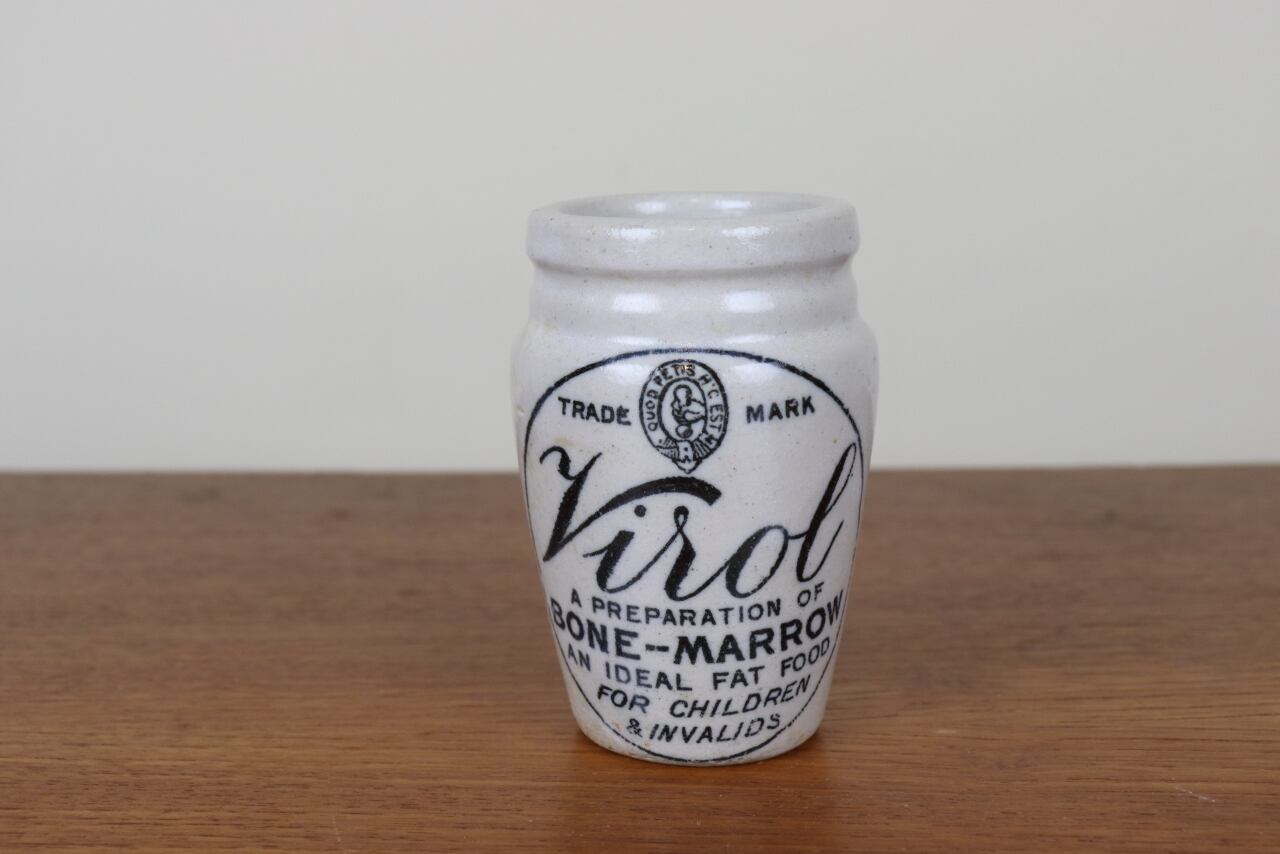 TRADE MARK
QUOD PETIS HIC EST
Virol
A PREPARATION OF
BONE-MARROW
AN IDEAL FAT FOOD
FOR CHILDREN
& INVALIDS